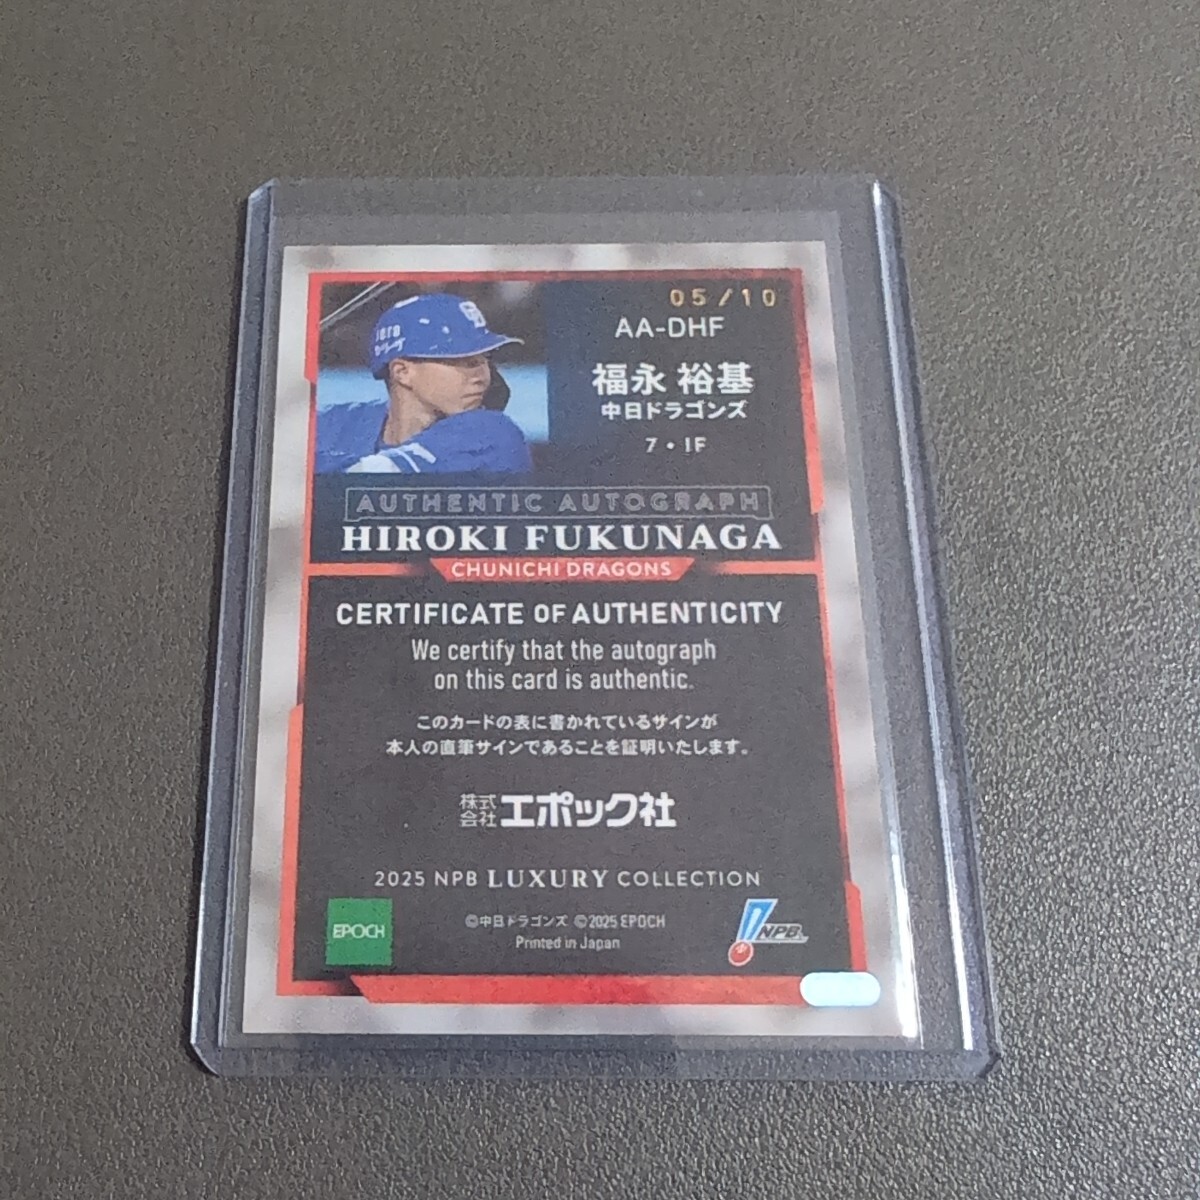 05/10
AA-DHF
福永 裕基
中日ドラゴンズ
7・IF
AUTHENTIC AUTOGRAPH
HIROKI FUKUNAGA
CHUNICHI DRAGONS
CERTIFICATE OF AUTHENTICITY
We certify that the autograph
on this card is authentic.
このカードの表に書かれているサインが
本人の直筆サインであることを証明いたします。
株式会社 エポック社
2025 NPB LUXURY COLLECTION
EPOCH
©中日ドラゴンズ ©2025 EPOCH
Printed in Japan
NPB